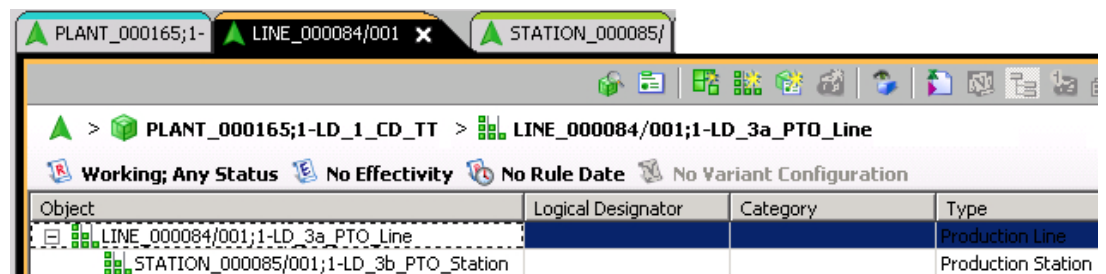 PLANT_000165;1- LINE_000084/001 STATION_000085/
> PLANT_000165;1-LD_1_CD_TT > LINE_000084/001;1-LD_3a_PTO_Line
Working; Any Status No Effectivity No Rule Date No Variant Configuration
Object Logical Designator Category Type
LINE_000084/001;1-LD_3a_PTO_Line Production Line
STATION_000085/001;1-LD_3b_PTO_Station Production Station